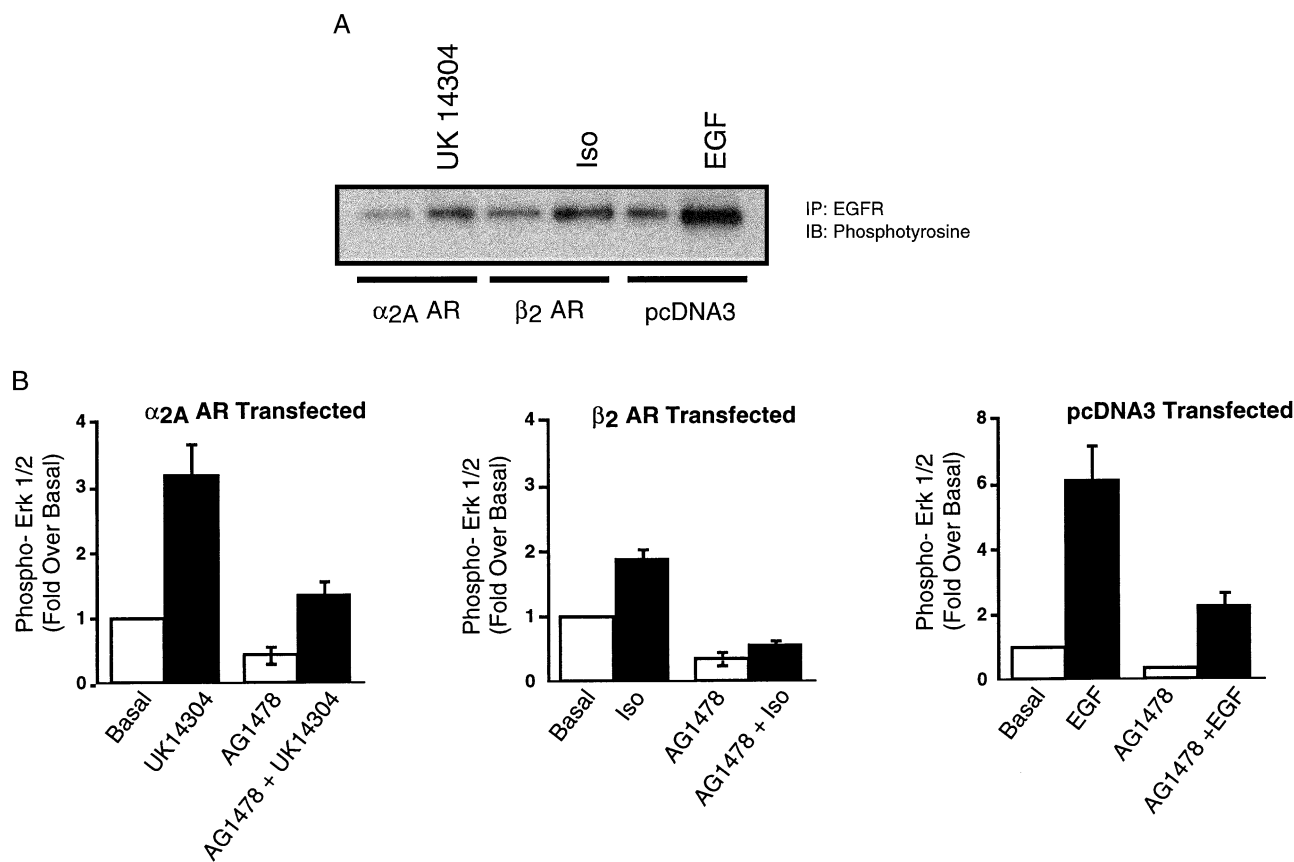 A
UK 14304
Iso
EGF
IP: EGFR
IB: Phosphotyrosine
α2A AR
β2 AR
pcDNA3
B
α2A AR Transfected
Phospho- Erk 1/2
(Fold Over Basal)
4
3
2
1
0
Basal
UK14304
AG1478
AG1478 + UK14304
β2 AR Transfected
Phospho- Erk 1/2
(Fold Over Basal)
4
3
2
1
0
Basal
Iso
AG1478
AG1478 + Iso
pcDNA3 Transfected
Phospho- Erk 1/2
(Fold Over Basal)
8
6
4
2
0
Basal
EGF
AG1478
AG1478 +EGF